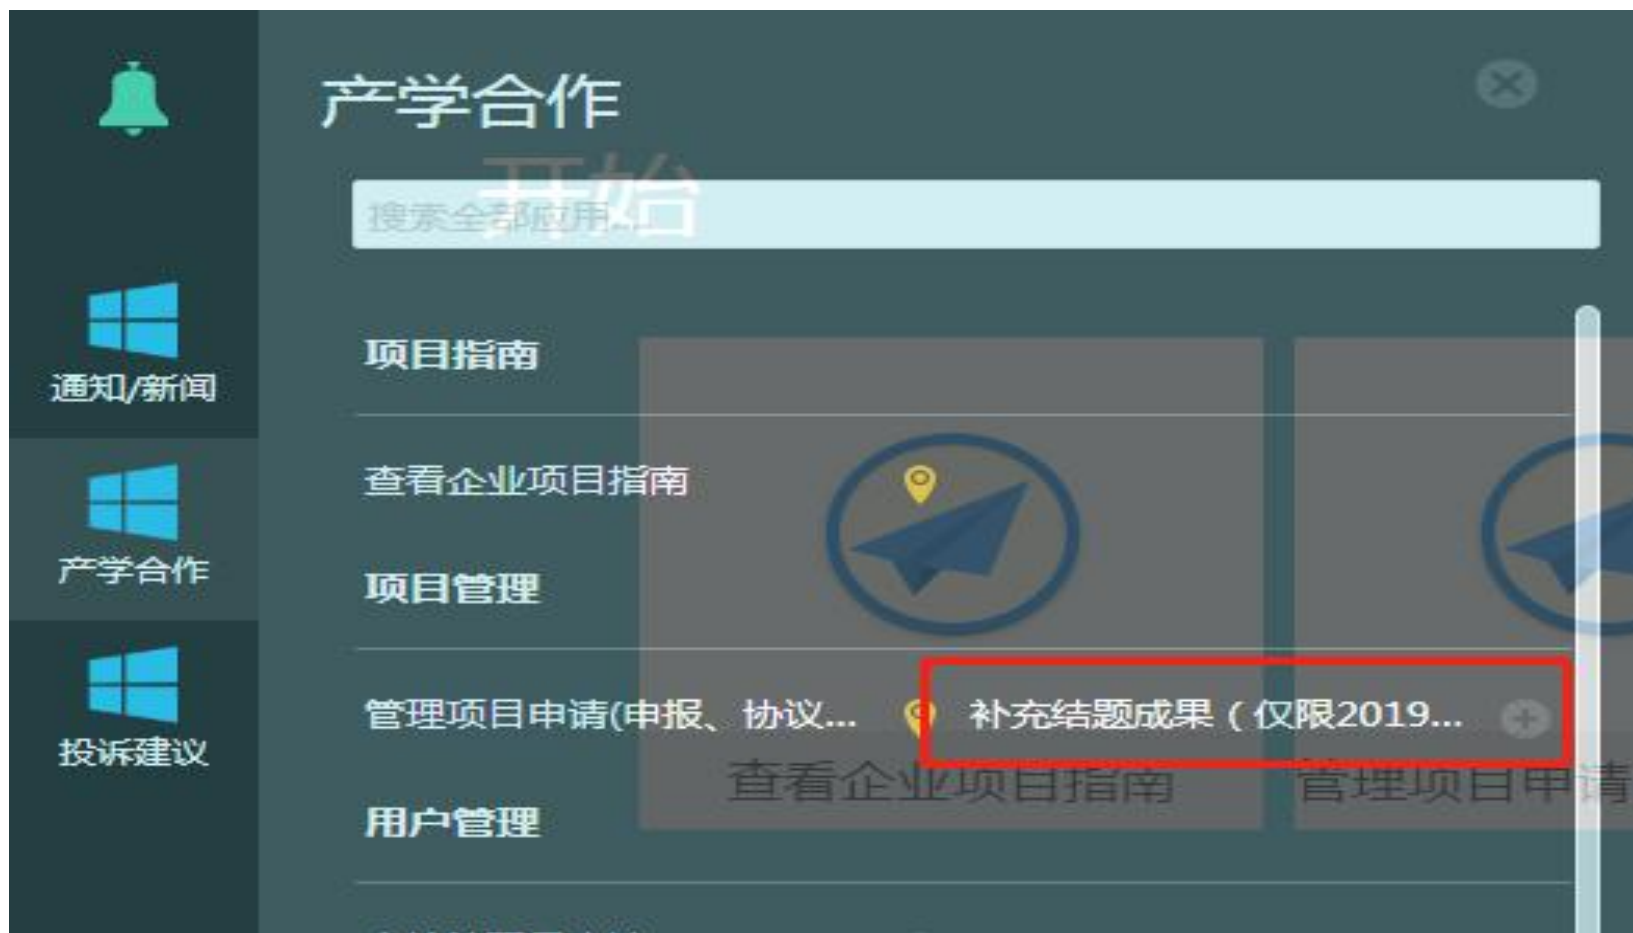 产学合作
开始
搜索全部应用...
通知/新闻
产学合作
投诉建议
项目指南
查看企业项目指南
项目管理
管理项目申请(申报、协议...
补充结题成果（仅限2019...
查看企业项目指南
管理项目申请
用户管理